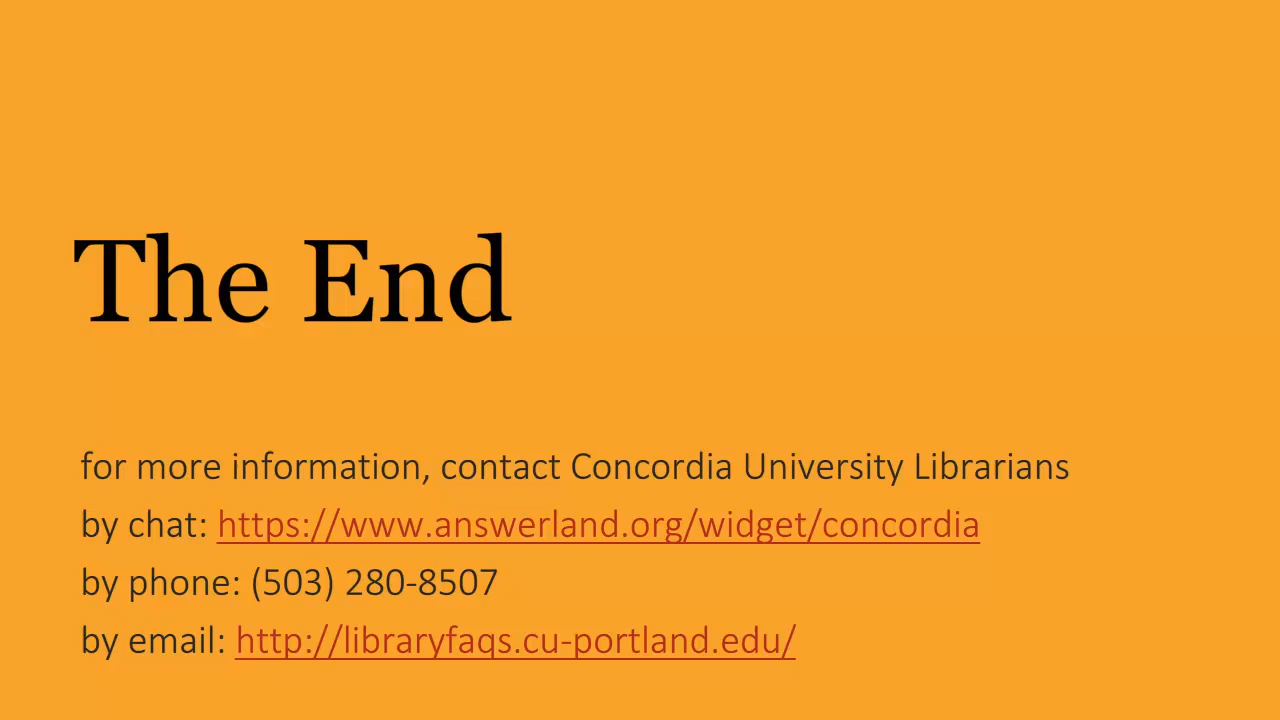 The End
for more information, contact Concordia University Librarians
by chat: https://www.answerland.org/widget/concordia
by phone: (503) 280-8507
by email: http://libraryfaqs.cu-portland.edu/